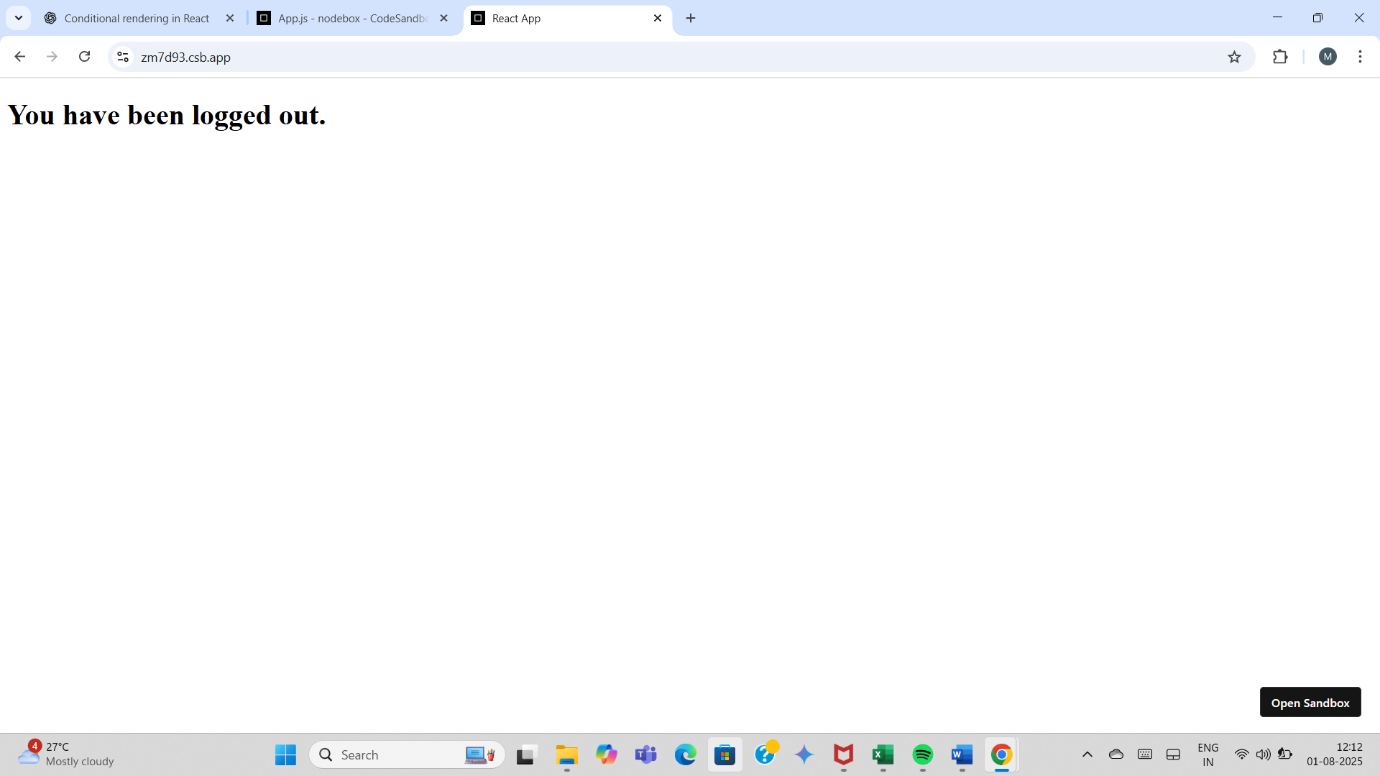 Conditional rendering in React
App.js - nodebox - CodeSandb
React App
zm7d93.csb.app
M
You have been logged out.
Open Sandbox
4
27°C
Mostly cloudy
Search
ENG
IN
12:12
01-08-2025